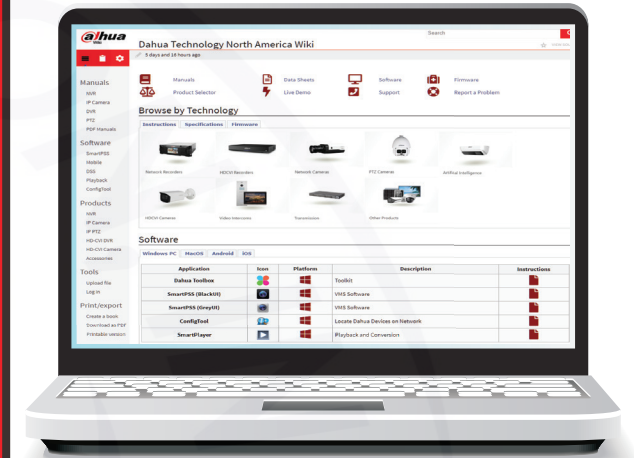 alhua
Search
Dahua Technology North America Wiki
5 days and 16 hours ago
Manuals
NVR
IP Camera
DVR
PTZ
PDF Manuals
Software
SmartPSS
Mobile
DSS
Playback
ConfigTool
Products
NVR
IP Camera
IP PTZ
HD-CVI DVR
HD-CVI Camera
Accessories
Tools
Upload file
Log in
Print/export
Create a book
Download as PDF
Printable version
Manuals Data Sheets Software Firmware
Product Selector Live Demo Support Report a Problem
Browse by Technology
Instructions Specifications Firmware
Network Recorders HDCVI Recorders Network Cameras PTZ Cameras Artificial Intelligence
HDCVI Cameras Video Intercoms Transmission Other Products
Software
Windows PC MacOS Android iOS
Application Icon Platform Description Instructions
Dahua Toolbox Toolkit
SmartPSS (BlackUI) VMS Software
SmartPSS (GreyUI) VMS Software
ConfigTool Locate Dahua Devices on Network
SmartPlayer Playback and Conversion